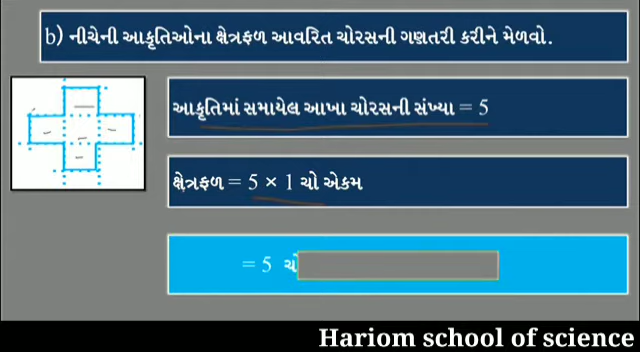 b) નીચેની આકૃતિઓના ક્ષેત્રફળ આવરિત ચોરસની ગણતરી કરીને મેળવો.
આકૃતિમાં સમાયેલ આખા ચોરસની સંખ્યા = 5
ક્ષેત્રફળ = 5 × 1 ચો એકમ
= 5 ચો
Hariom school of science